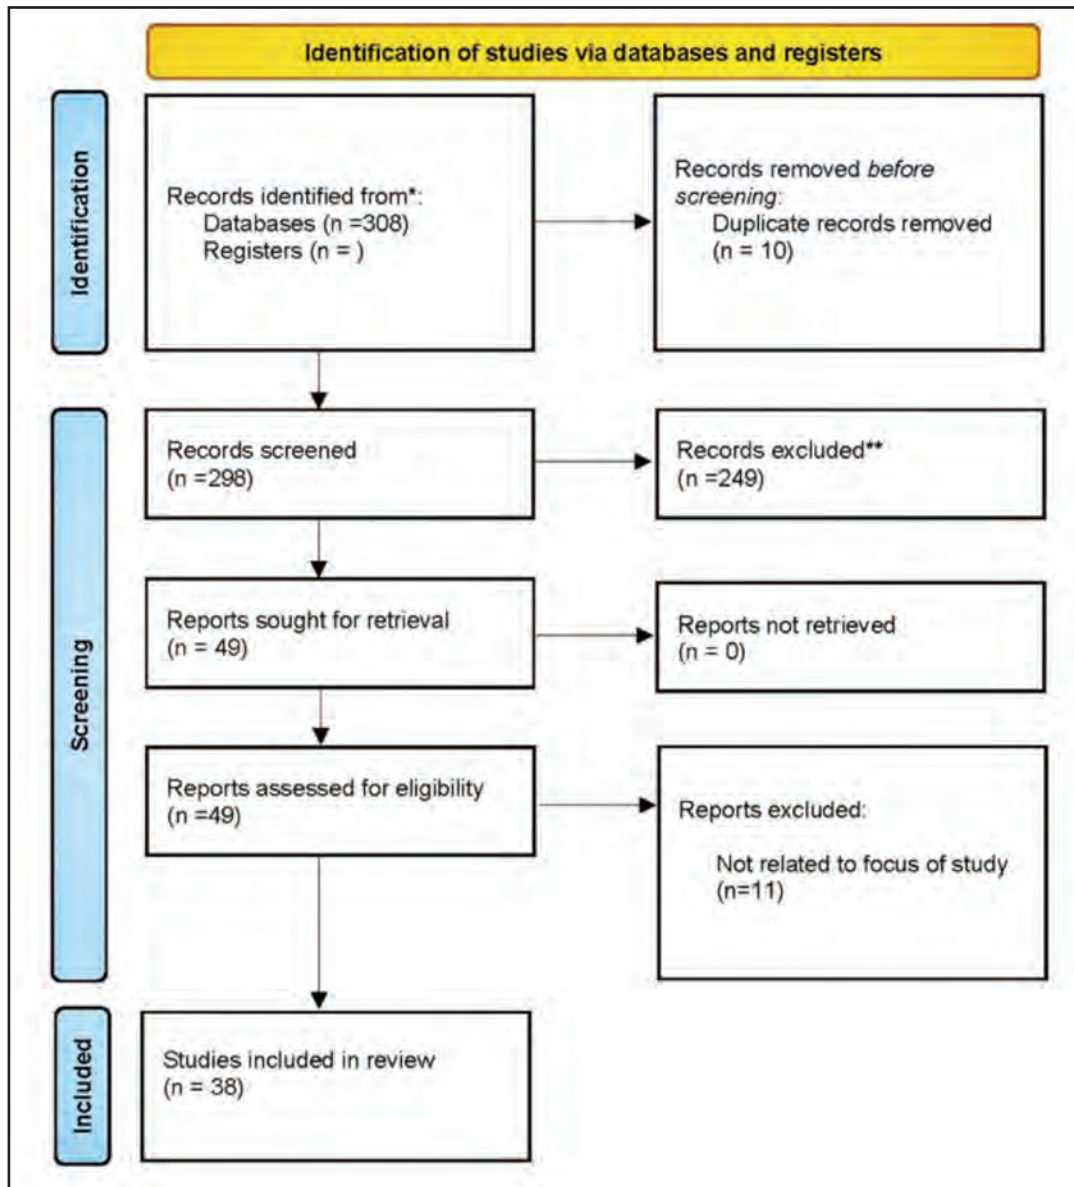 Identification of studies via databases and registers
Identification
Records identified from*:
Databases (n =308)
Registers (n = )
Records removed before
screening:
Duplicate records removed
(n = 10)
Screening
Records screened
(n =298)
Records excluded**
(n =249)
Reports sought for retrieval
(n = 49)
Reports not retrieved
(n = 0)
Reports assessed for eligibility
(n =49)
Reports excluded:
Not related to focus of study
(n=11)
Included
Studies included in review
(n = 38)